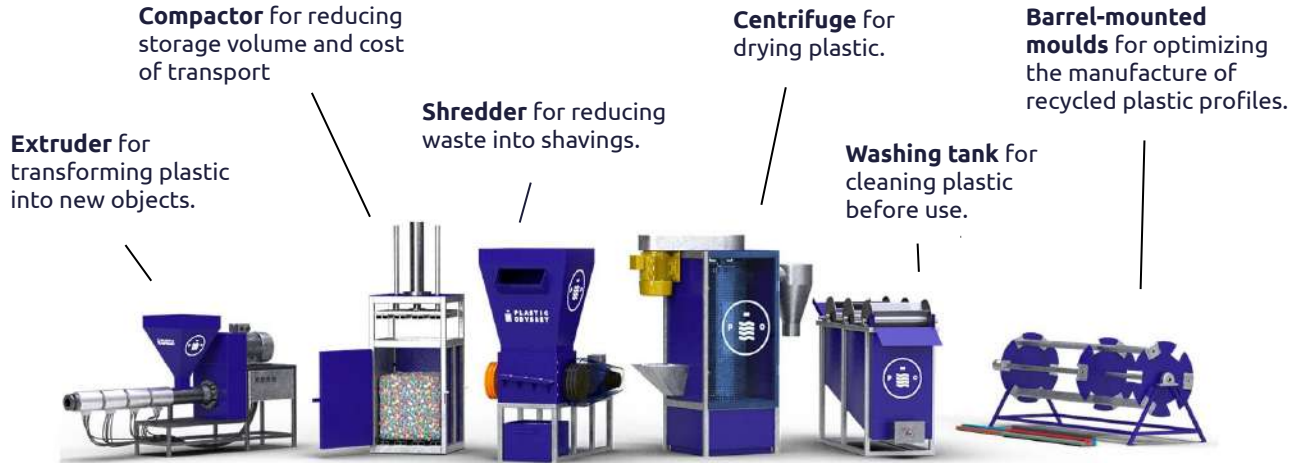 Compactor for reducing
storage volume and cost
of transport
Centrifuge for
drying plastic.
Barrel-mounted
moulds for optimizing
the manufacture of
recycled plastic profiles.
Shredder for reducing
waste into shavings.
Extruder for
transforming plastic
into new objects.
Washing tank for
cleaning plastic
before use.
PLASTIC
ODYSSEY
P O
P O